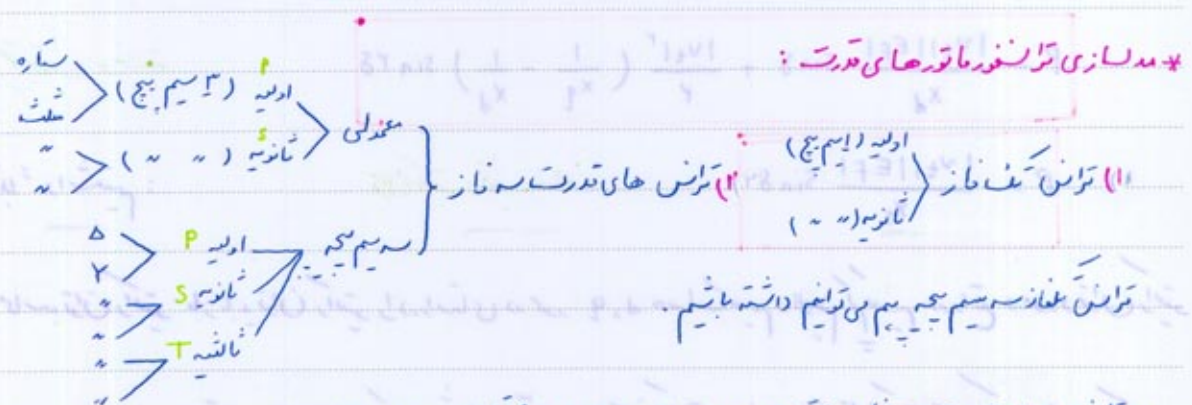 * مدلسازی ترانسفورماتورهای قدرت :
۱) ترانس تکفاز
اولیه (۱ سیم پیچ)
ثانویه (〃 〃)
۲) ترانس های قدرت سه فاز
معمولی
P اولیه (۳ سیم پیچ)
ستاره
مثلث
S ثانویه (〃 〃)
〃
〃
سه سیم پیچه
اولیه P
Δ
Y
ثانویه S
〃
〃
ثالثیه T
〃
〃
ترانس تکفاز سه سیم پیچه هم می توانیم داشته باشیم.